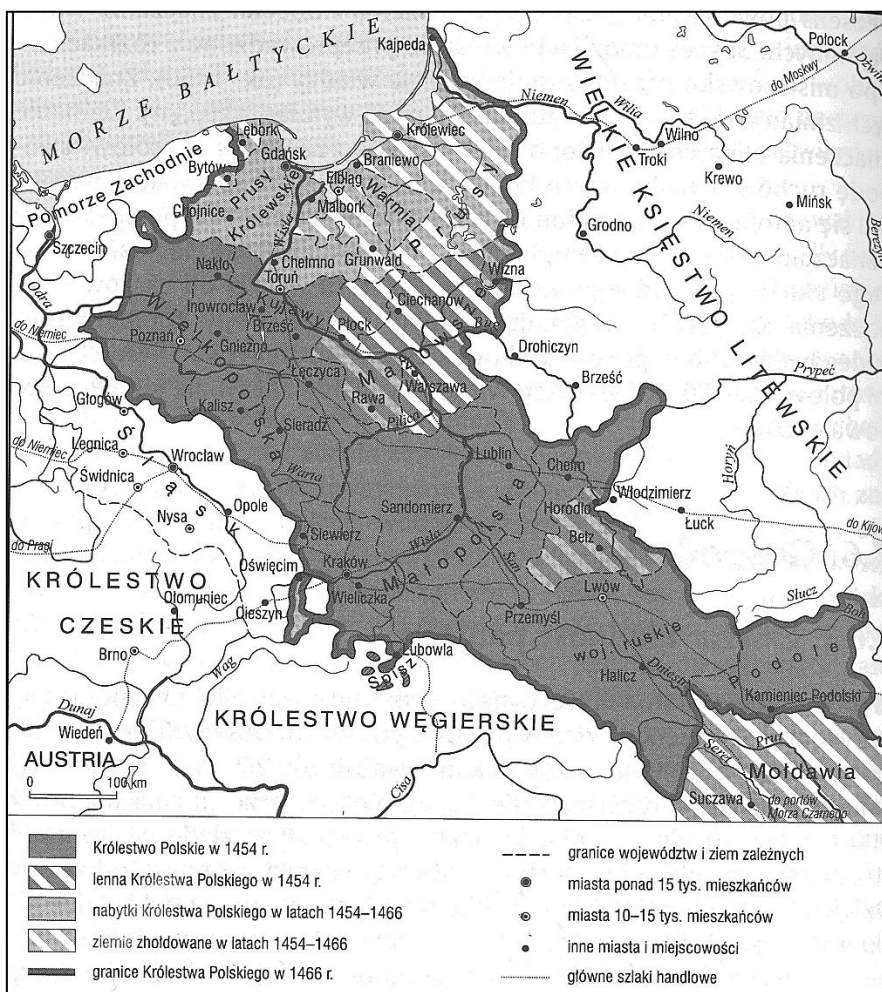 MORZE BAŁTYCKIE
Kajpeda
Połock
Dźwina
do Moskwy
WIELKIE KSIĘSTWO LITEWSKIE
Niemen
Wilia
Wilno
Troki
Krewo
Mińsk
Niemen
Berezyna
Grodno
Lębork
Bytów
Gdańsk
Królewiec
Braniewo
Elbląg
Malbork
Prusy Królewskie
Warmia
Prusy
Pomorze Zachodnie
Chojnice
Wisła
Szczecin
Odra
Nakło
Chełmno
Toruń
Grunwald
Wizna
Inowrocław
Kujawy
Ciechanów
Brześć
Płock
Mazowsze
Bug
do Niemiec
Wielkopolska
Poznań
Gniezno
Drohiczyn
Brześć
Prypeć
Łęczyca
Warszawa
Rawa
Głogów
Kalisz
Sieradz
Pilica
Legnica
do Niemiec
Wrocław
Śląsk
Świdnica
Warta
Lublin
Chełm
Horyń
Włodzimierz
Horodło
Łuck
do Kijowa
Nysa
Opole
Siewierz
Sandomierz
Bełz
do Pragi
Oświęcim
Kraków
Wisła
Małopolska
San
Słucz
KRÓLESTWO CZESKIE
Ołomuniec
Cieszyn
Wieliczka
Przemyśl
Lwów
Boh
woj. ruskie
Podole
Brno
Wag
Lubowla
Spisz
Halicz
Dniestr
Kamieniec Podolski
Dunaj
KRÓLESTWO WĘGIERSKIE
Wiedeń
AUSTRIA
Cisa
Seret
Prut
Mołdawia
Suczawa
do portów
Morza Czarnego
0 100 km
Królestwo Polskie w 1454 r.
lenna Królestwa Polskiego w 1454 r.
nabytki Królestwa Polskiego w latach 1454–1466
ziemie zhołdowane w latach 1454–1466
granice Królestwa Polskiego w 1466 r.
granice województw i ziem zależnych
miasta ponad 15 tys. mieszkańców
miasta 10–15 tys. mieszkańców
inne miasta i miejscowości
główne szlaki handlowe